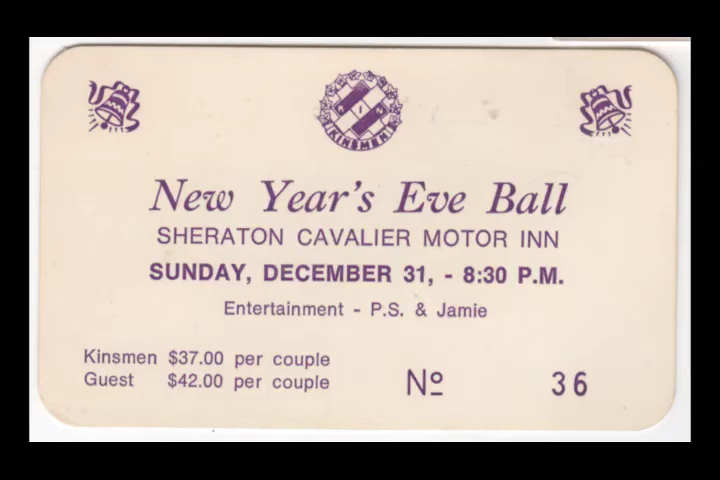 KIN
KINSMEN
New Year's Eve Ball
SHERATON CAVALIER MOTOR INN
SUNDAY, DECEMBER 31, - 8:30 P.M.
Entertainment - P.S. & Jamie
Kinsmen $37.00 per couple
Guest $42.00 per couple
Nº 36